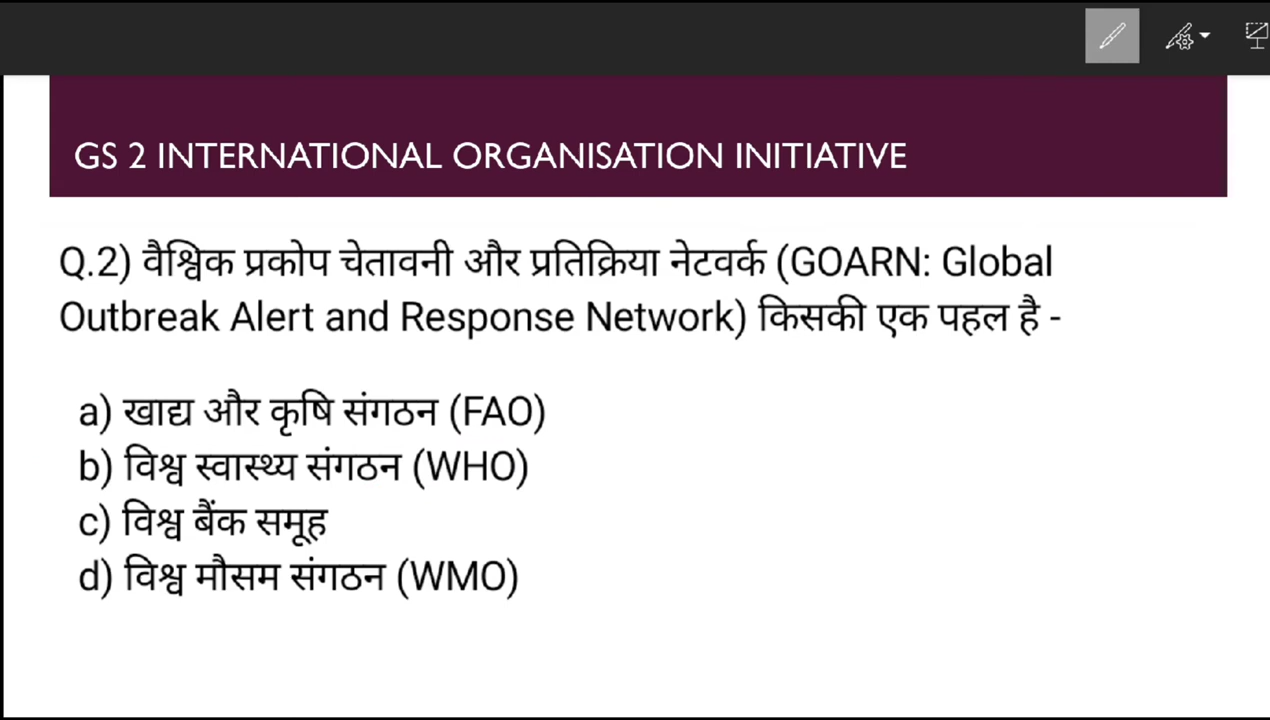 GS 2 INTERNATIONAL ORGANISATION INITIATIVE
Q.2) वैश्विक प्रकोप चेतावनी और प्रतिक्रिया नेटवर्क (GOARN: Global
Outbreak Alert and Response Network) किसकी एक पहल है -
a) खाद्य और कृषि संगठन (FAO)
b) विश्व स्वास्थ्य संगठन (WHO)
c) विश्व बैंक समूह
d) विश्व मौसम संगठन (WMO)